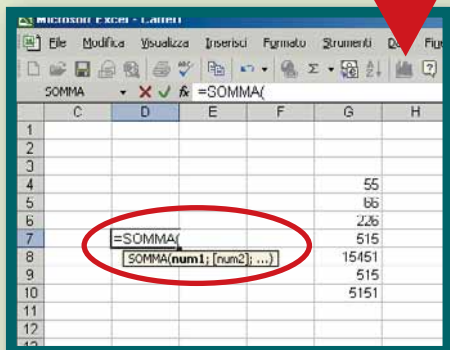 Microsoft Excel - Cartel1
File Modifica Visualizza Inserisci Formato Strumenti
SOMMA =SOMMA(
C D E F G H
1
2
3
4 55
5 66
6 226
7 =SOMMA( 515
8 SOMMA(num1; [num2]; ...) 15451
9 515
10 5151
11
12